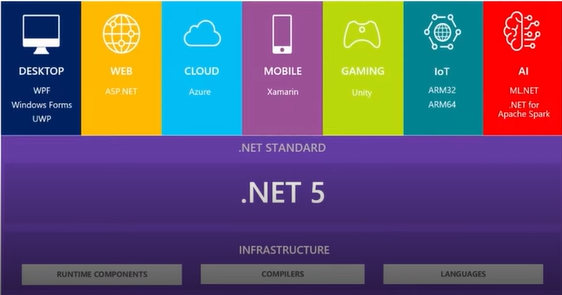 DESKTOP
WPF
Windows Forms
UWP
WEB
ASP.NET
CLOUD
Azure
MOBILE
Xamarin
GAMING
Unity
IoT
ARM32
ARM64
AI
ML.NET
.NET for
Apache Spark
.NET STANDARD
.NET 5
INFRASTRUCTURE
RUNTIME COMPONENTS
COMPILERS
LANGUAGES